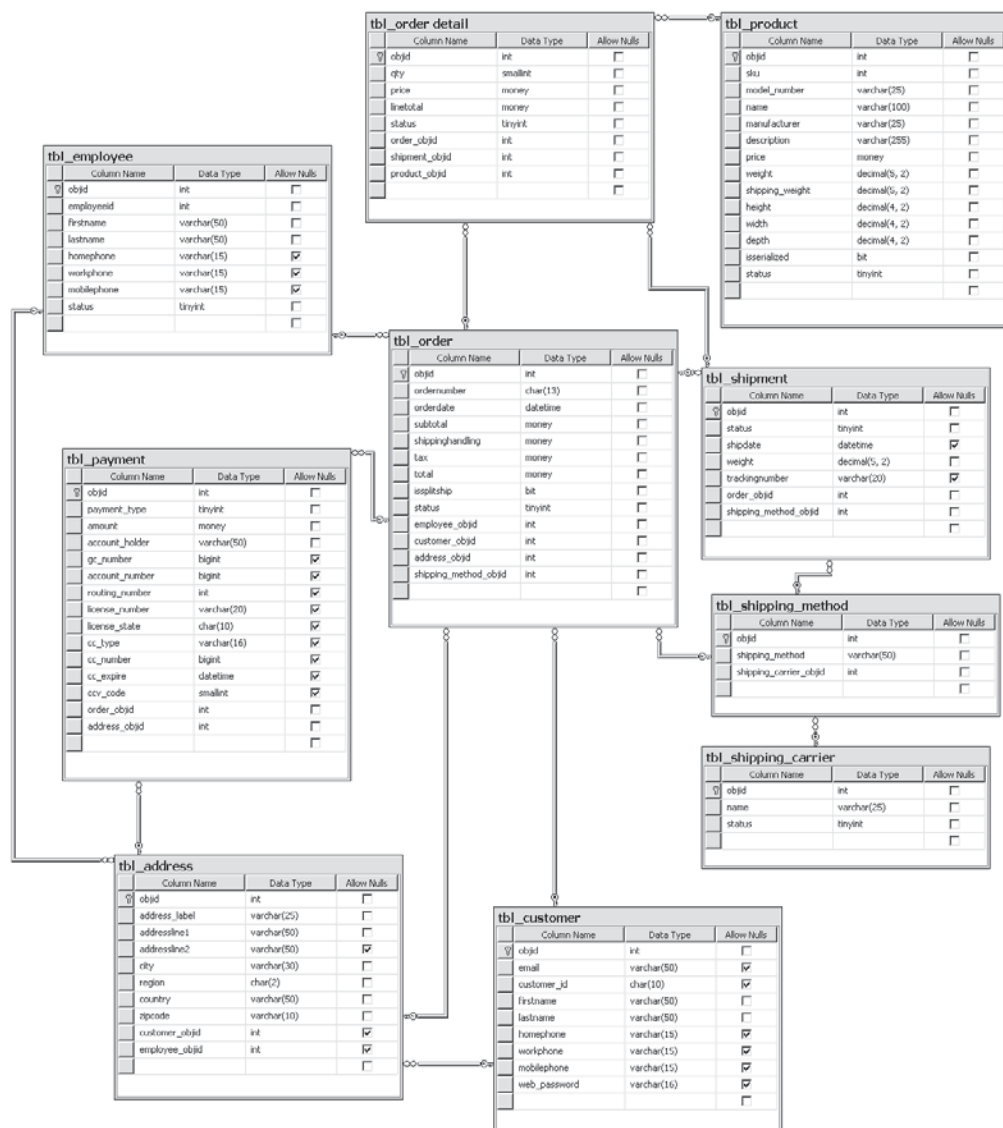 tbl_order detail
Column Name Data Type Allow Nulls
objid int
qty smallint
price money
linetotal money
status tinyint
order_objid int
shipment_objid int
product_objid int
tbl_product
Column Name Data Type Allow Nulls
objid int
sku int
model_number varchar(25)
name varchar(100)
manufacturer varchar(25)
description varchar(255)
price money
weight decimal(5, 2)
shipping_weight decimal(5, 2)
height decimal(4, 2)
width decimal(4, 2)
depth decimal(4, 2)
isserialized bit
status tinyint
tbl_employee
Column Name Data Type Allow Nulls
objid int
employeeid int
firstname varchar(50)
lastname varchar(50)
homephone varchar(15)
workphone varchar(15)
mobilephone varchar(15)
status tinyint
tbl_order
Column Name Data Type Allow Nulls
objid int
ordernumber char(13)
orderdate datetime
subtotal money
shippinghandling money
tax money
total money
issplitship bit
status tinyint
employee_objid int
customer_objid int
address_objid int
shipping_method_objid int
tbl_shipment
Column Name Data Type Allow Nulls
objid int
status tinyint
shipdate datetime
weight decimal(5, 2)
trackingnumber varchar(20)
order_objid int
shipping_method_objid int
tbl_payment
Column Name Data Type Allow Nulls
objid int
payment_type tinyint
amount money
account_holder varchar(50)
gc_number bigint
account_number bigint
routing_number int
license_number varchar(20)
license_state char(10)
cc_type varchar(16)
cc_number bigint
cc_expire datetime
ccv_code smallint
order_objid int
address_objid int
tbl_shipping_method
Column Name Data Type Allow Nulls
objid int
shipping_method varchar(50)
shipping_carrier_objid int
tbl_shipping_carrier
Column Name Data Type Allow Nulls
objid int
name varchar(25)
status tinyint
tbl_address
Column Name Data Type Allow Nulls
objid int
address_label varchar(25)
addressline1 varchar(50)
addressline2 varchar(50)
city varchar(30)
region char(2)
country varchar(50)
zipcode varchar(10)
customer_objid int
employee_objid int
tbl_customer
Column Name Data Type Allow Nulls
objid int
email varchar(50)
customer_id char(10)
firstname varchar(50)
lastname varchar(50)
homephone varchar(15)
workphone varchar(15)
mobilephone varchar(15)
web_password varchar(16)